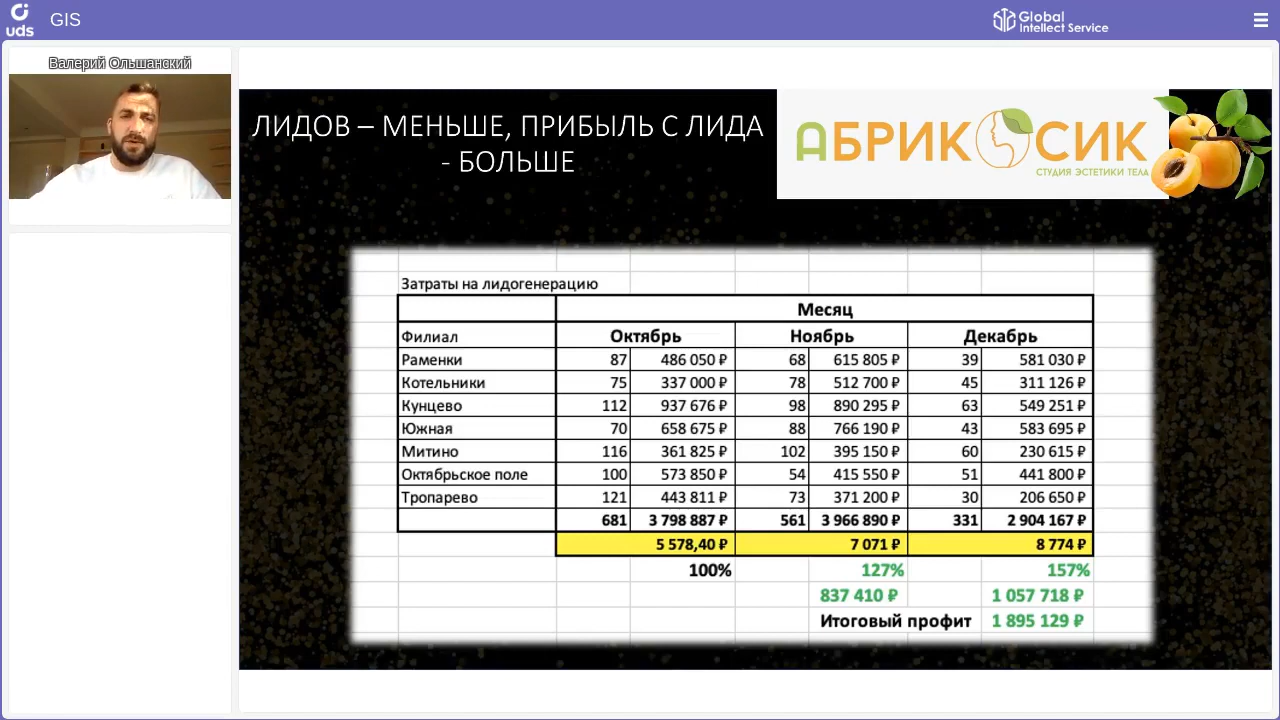 uds
GIS
Global
Intellect Service
Валерий Ольшанский
ЛИДОВ – МЕНЬШЕ, ПРИБЫЛЬ С ЛИДА
- БОЛЬШЕ
АБРИКОСИК
СТУДИЯ ЭСТЕТИКИ ТЕЛА
Затраты на лидогенерацию
Месяц
Филиал Октябрь Ноябрь Декабрь
Раменки 87 486 050 ₽ 68 615 805 ₽ 39 581 030 ₽
Котельники 75 337 000 ₽ 78 512 700 ₽ 45 311 126 ₽
Кунцево 112 937 676 ₽ 98 890 295 ₽ 63 549 251 ₽
Южная 70 658 675 ₽ 88 766 190 ₽ 43 583 695 ₽
Митино 116 361 825 ₽ 102 395 150 ₽ 60 230 615 ₽
Октябрьское поле 100 573 850 ₽ 54 415 550 ₽ 51 441 800 ₽
Тропарево 121 443 811 ₽ 73 371 200 ₽ 30 206 650 ₽
681 3 798 887 ₽ 561 3 966 890 ₽ 331 2 904 167 ₽
5 578,40 ₽ 7 071 ₽ 8 774 ₽
100% 127% 157%
837 410 ₽ 1 057 718 ₽
Итоговый профит 1 895 129 ₽